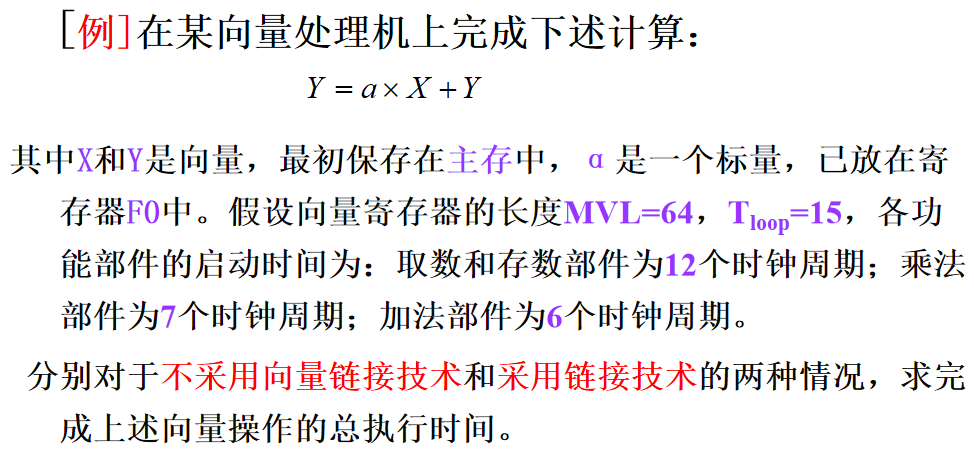 [例]在某向量处理机上完成下述计算：
Y = a × X + Y
其中X和Y是向量，最初保存在主存中，α是一个标量，已放在寄
存器F0中。假设向量寄存器的长度MVL=64，Tloop=15，各功
能部件的启动时间为：取数和存数部件为12个时钟周期；乘法
部件为7个时钟周期；加法部件为6个时钟周期。
分别对于不采用向量链接技术和采用链接技术的两种情况，求完
成上述向量操作的总执行时间。